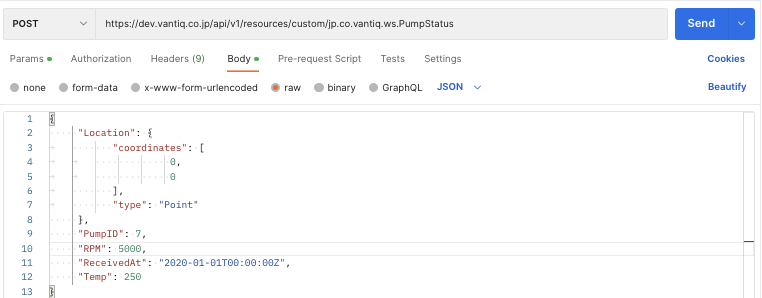 POST https://dev.vantiq.co.jp/api/v1/resources/custom/jp.co.vantiq.ws.PumpStatus Send
Params Authorization Headers (9) Body Pre-request Script Tests Settings Cookies
none form-data x-www-form-urlencoded raw binary GraphQL JSON Beautify
1 {
2 "Location": {
3 "coordinates": [
4 0,
5 0
6 ],
7 "type": "Point"
8 },
9 "PumpID": 7,
10 "RPM": 5000,
11 "ReceivedAt": "2020-01-01T00:00:00Z",
12 "Temp": 250
13 }